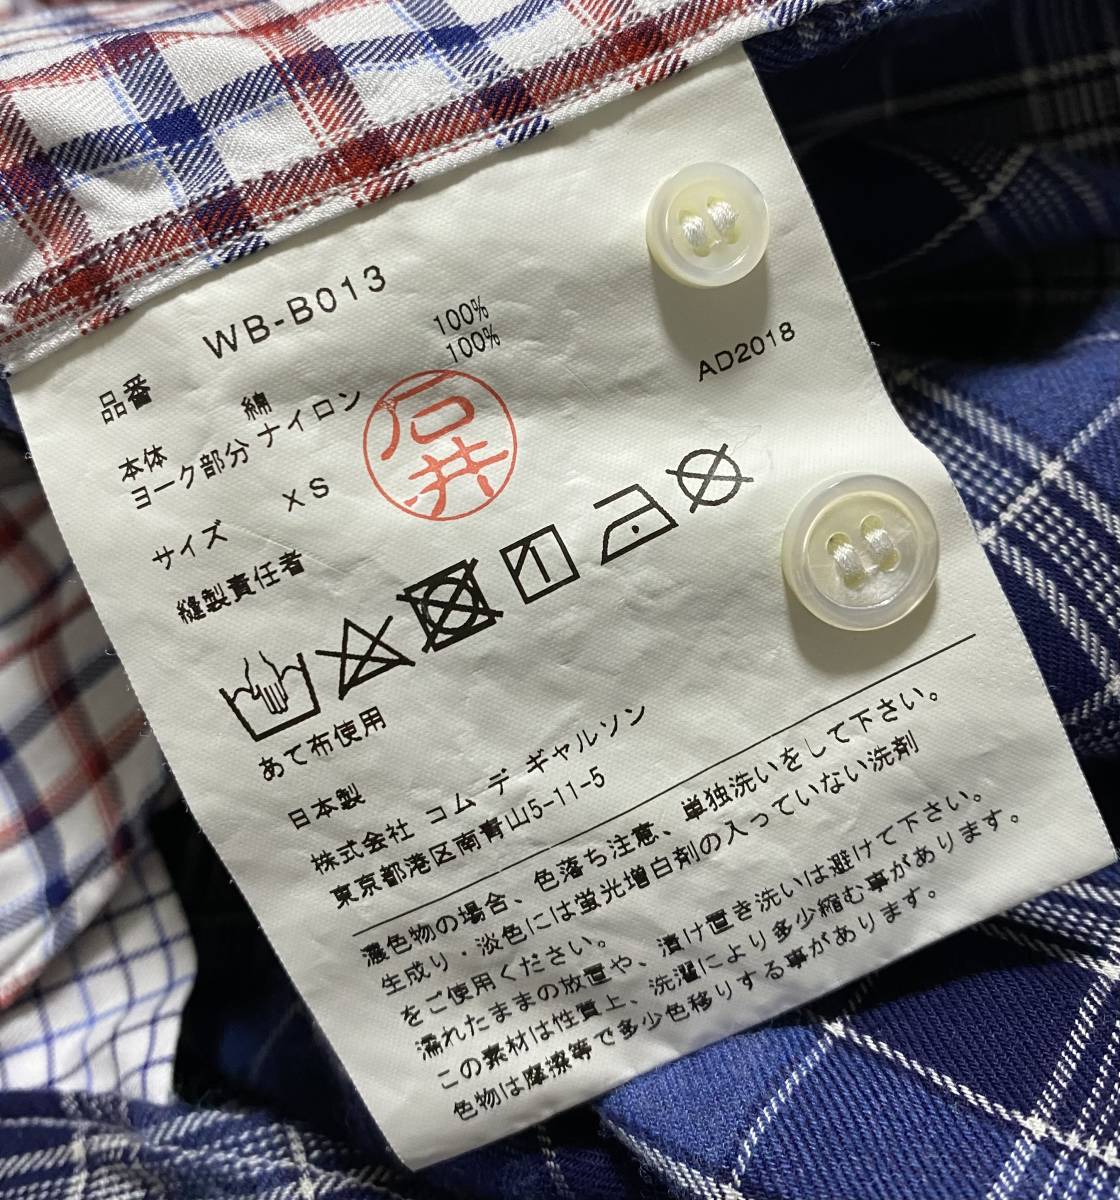 品番 WB-B013
本体 綿 100%
ヨーク部分 ナイロン 100%
サイズ XS
縫製責任者 石井
AD2018
あて布使用
日本製
株式会社 コム デ ギャルソン
東京都港区南青山5-11-5
濃色物の場合、色落ち注意、単独洗いをして下さい。
生成り・淡色には蛍光増白剤の入っていない洗剤
をご使用ください。
濡れたままの放置や、漬け置き洗いは避けて下さい。
この素材は性質上、洗濯により多少縮む事があります。
色物は摩擦等で多少色移りする事があります。